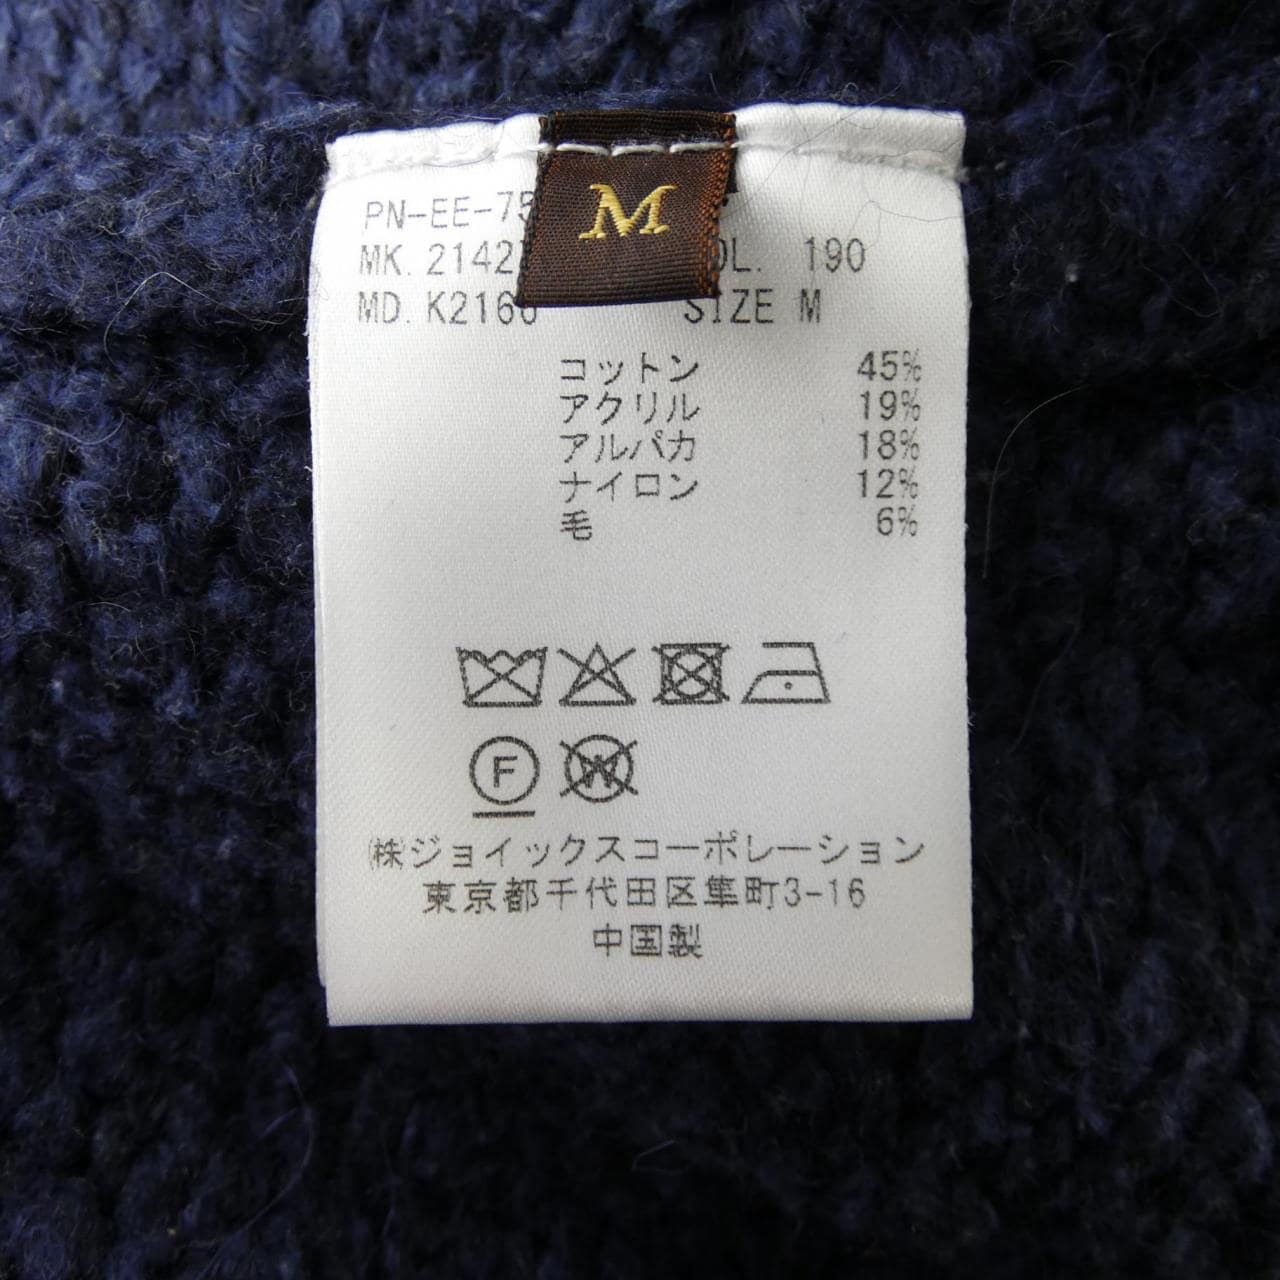 M
PN-EE-75
MK. 2142 OL. 190
MD. K2166 SIZE M
コットン 45%
アクリル 19%
アルパカ 18%
ナイロン 12%
毛 6%
F W
㈱ジョイックスコーポレーション
東京都千代田区隼町3-16
中国製